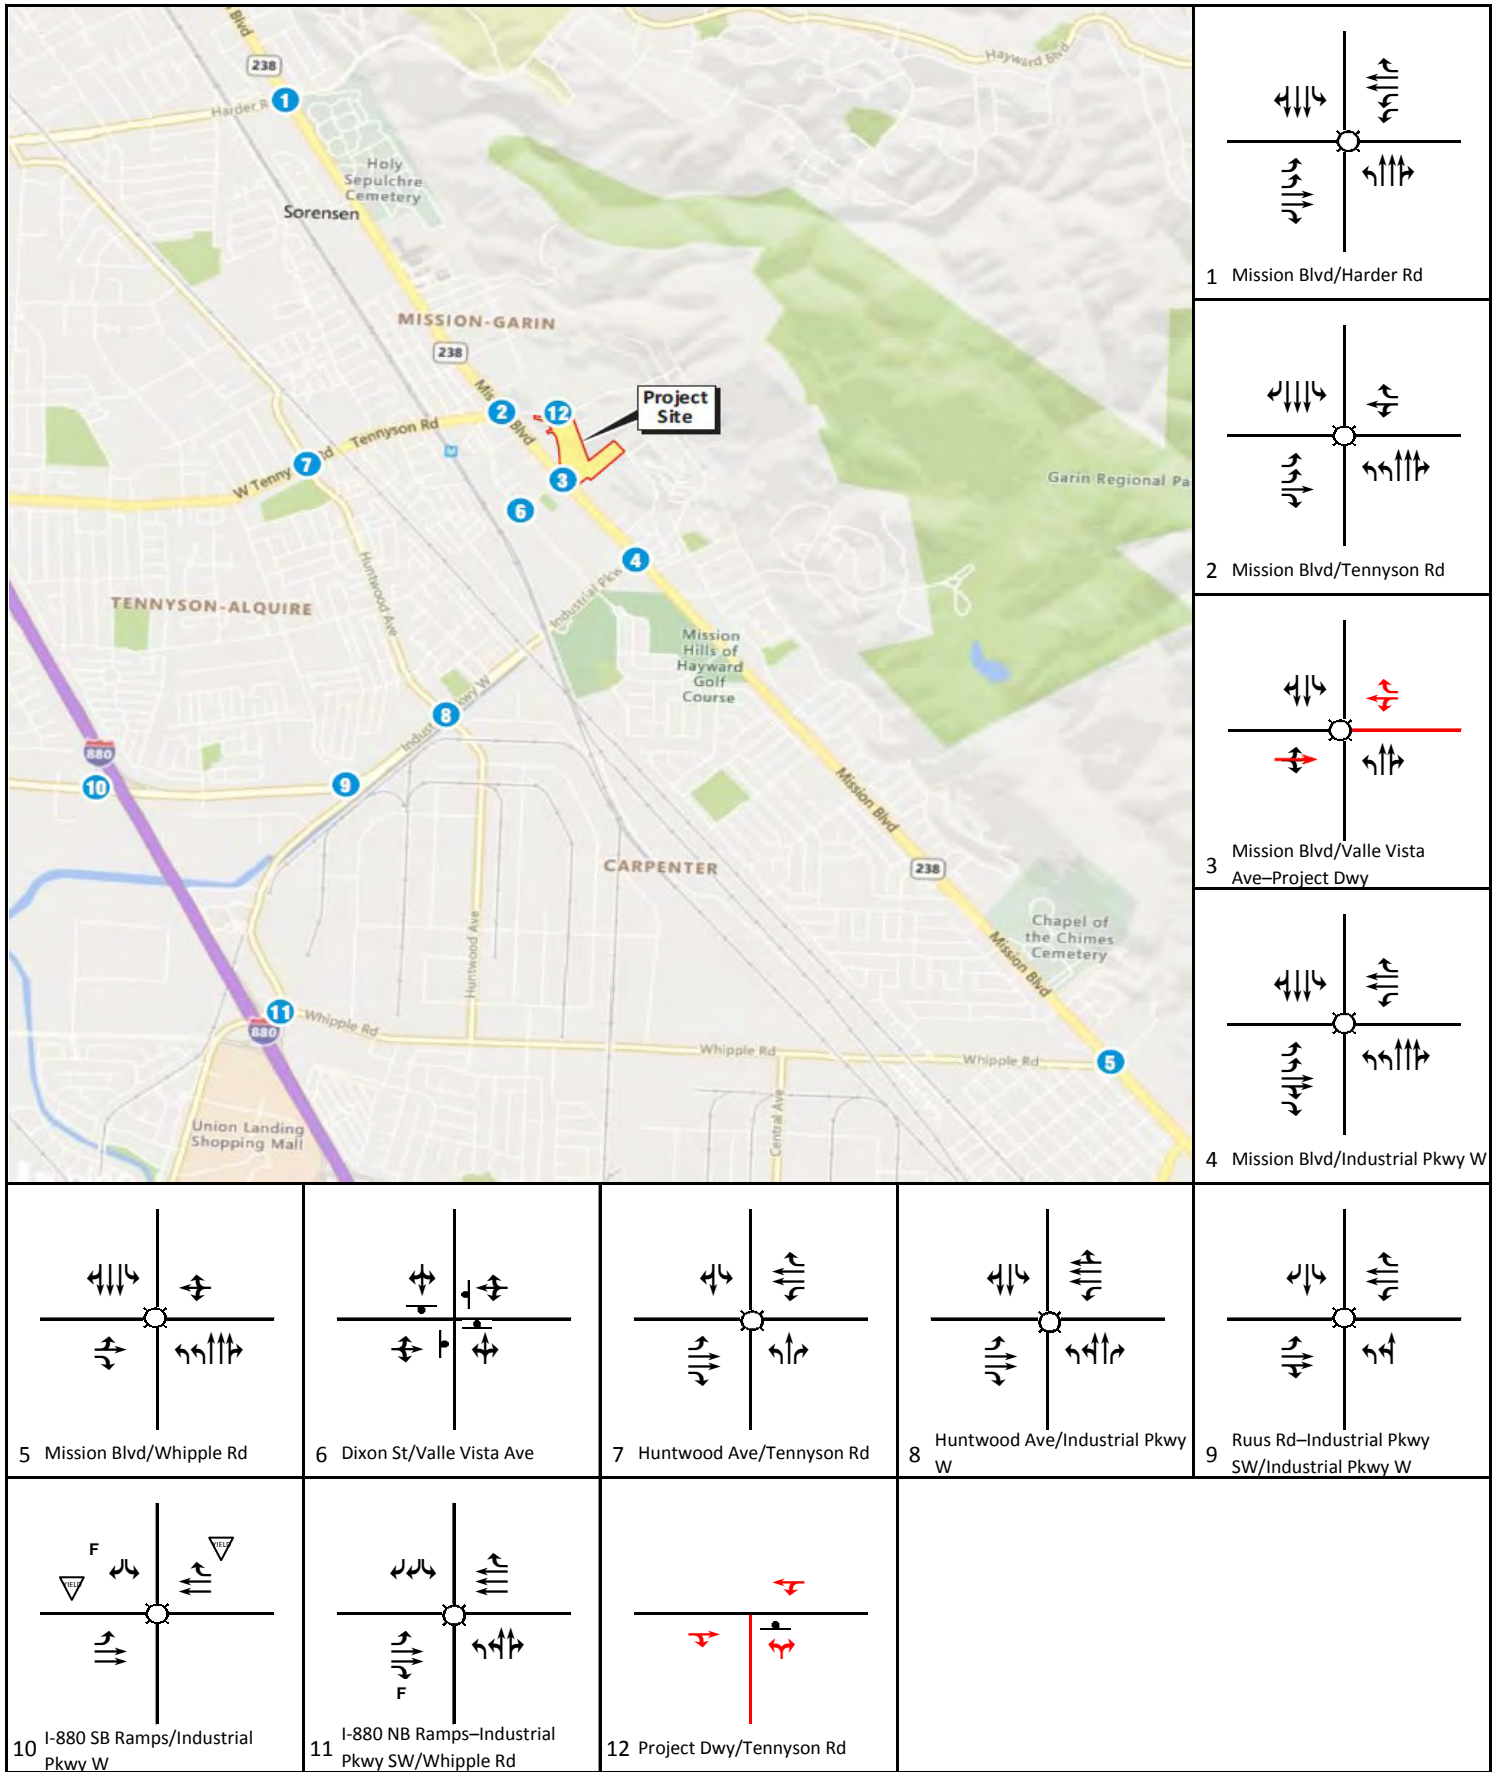 Blvd
238
Hayward Blvd
1
Harder R
Holy
Sepulchre
Cemetery
Sorensen
MISSION-GARIN
238
Project
Site
2
12
Mis
Blvd
Tennyson Rd
7
W Tenny
Rd
3
6
Garin Regional Pa
4
Huntwood Ave
Industrial Pkw
TENNYSON-ALQUIRE
Mission
Hills of
Hayward
Golf
Course
8
Indust
wy W
880
10
9
Mission Blvd
CARPENTER
238
Chapel of
the Chimes
Cemetery
Huntwood Ave
Mission Blvd
11
880
Whipple Rd
Whipple Rd
Whipple Rd
5
Central Ave
Union Landing
Shopping Mall
1 Mission Blvd/Harder Rd
2 Mission Blvd/Tennyson Rd
3 Mission Blvd/Valle Vista
Ave–Project Dwy
4 Mission Blvd/Industrial Pkwy W
5 Mission Blvd/Whipple Rd
6 Dixon St/Valle Vista Ave
7 Huntwood Ave/Tennyson Rd
8 Huntwood Ave/Industrial Pkwy
W
9 Ruus Rd–Industrial Pkwy
SW/Industrial Pkwy W
F
YIELD
YIELD
10 I-880 SB Ramps/Industrial
Pkwy W
F
11 I-880 NB Ramps–Industrial
Pkwy SW/Whipple Rd
12 Project Dwy/Tennyson Rd